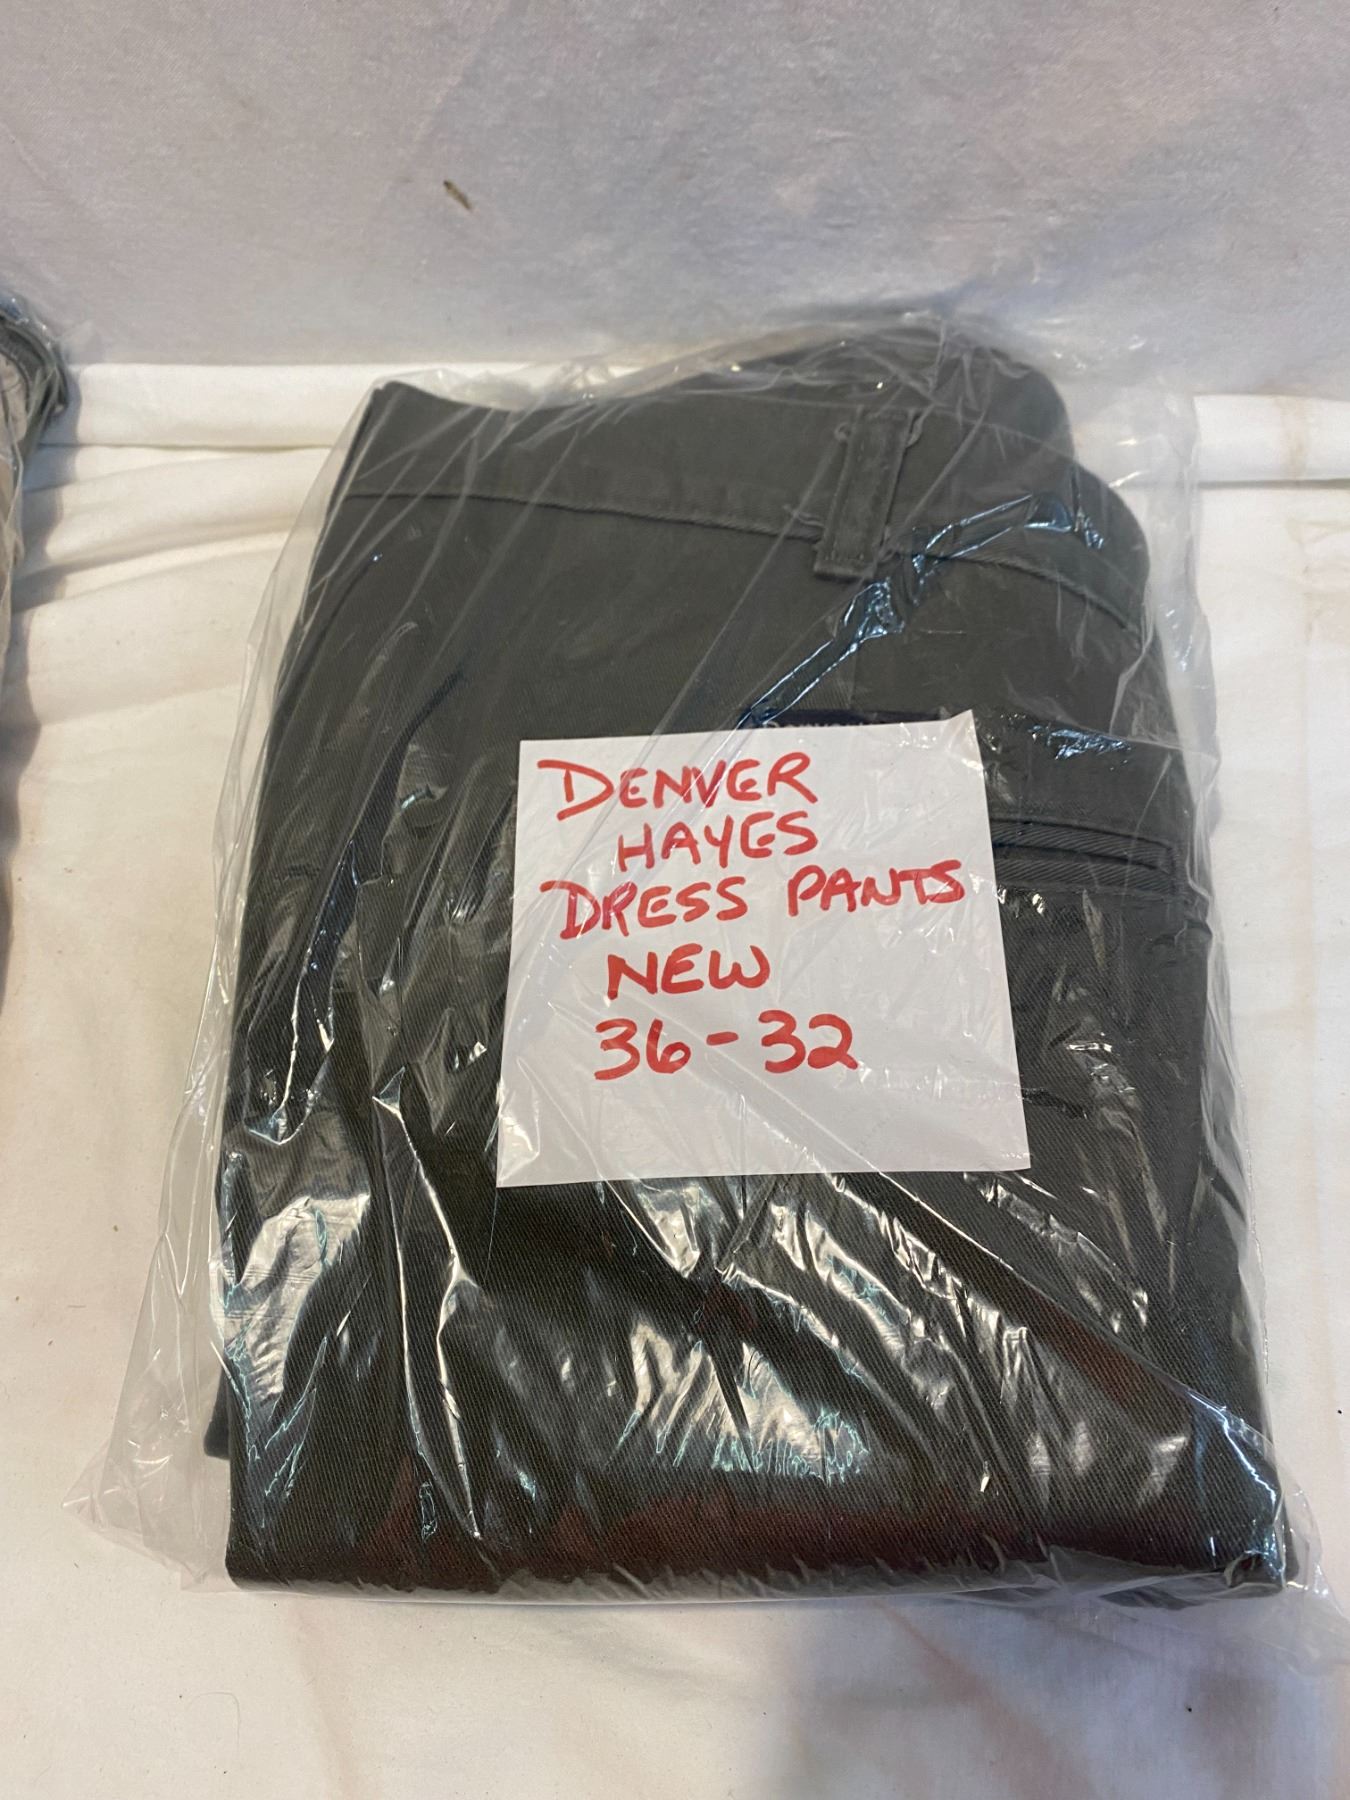 DENVER
HAYES
DRESS PANTS
NEW
36-32